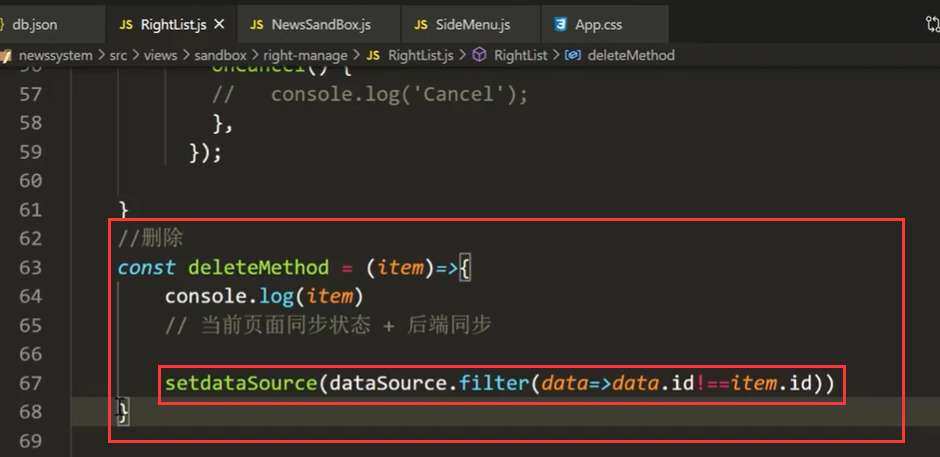 db.json
JS RightList.js ×
JS NewsSandBox.js
JS SideMenu.js
App.css
newssystem > src > views > sandbox > right-manage > JS RightList.js > RightList > deleteMethod
56 onCancel() {
57 //   console.log('Cancel');
58 },
59 });
60
61 }
62 //删除
63 const deleteMethod = (item)=>{
64 console.log(item)
65 // 当前页面同步状态 + 后端同步
66
67 setdataSource(dataSource.filter(data=>data.id!==item.id))
68 }
69